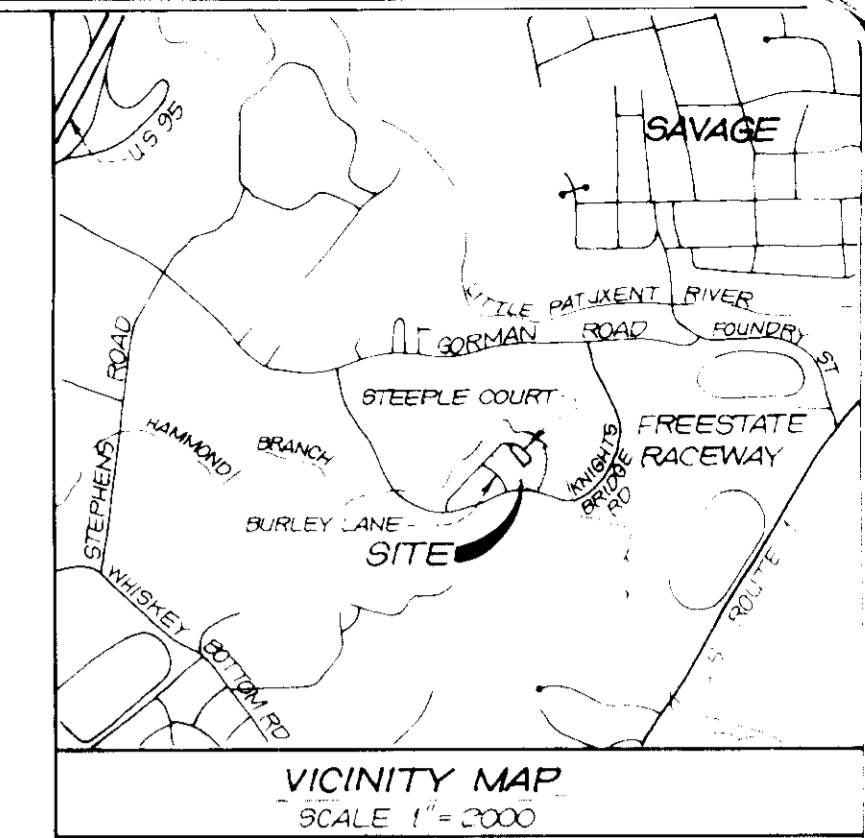 US 95
SAVAGE
LITTLE PATUXENT RIVER
GORMAN ROAD
FOUNDRY ST
STEPHENS ROAD
STEEPLE COURT
HAMMOND BRANCH
KNIGHTS
BRIDGE
RD
FREESTATE
RACEWAY
BURLEY LANE
SITE
WHISKEY BOTTOM RD
ROUTE 1
VICINITY MAP
SCALE 1" = 2000